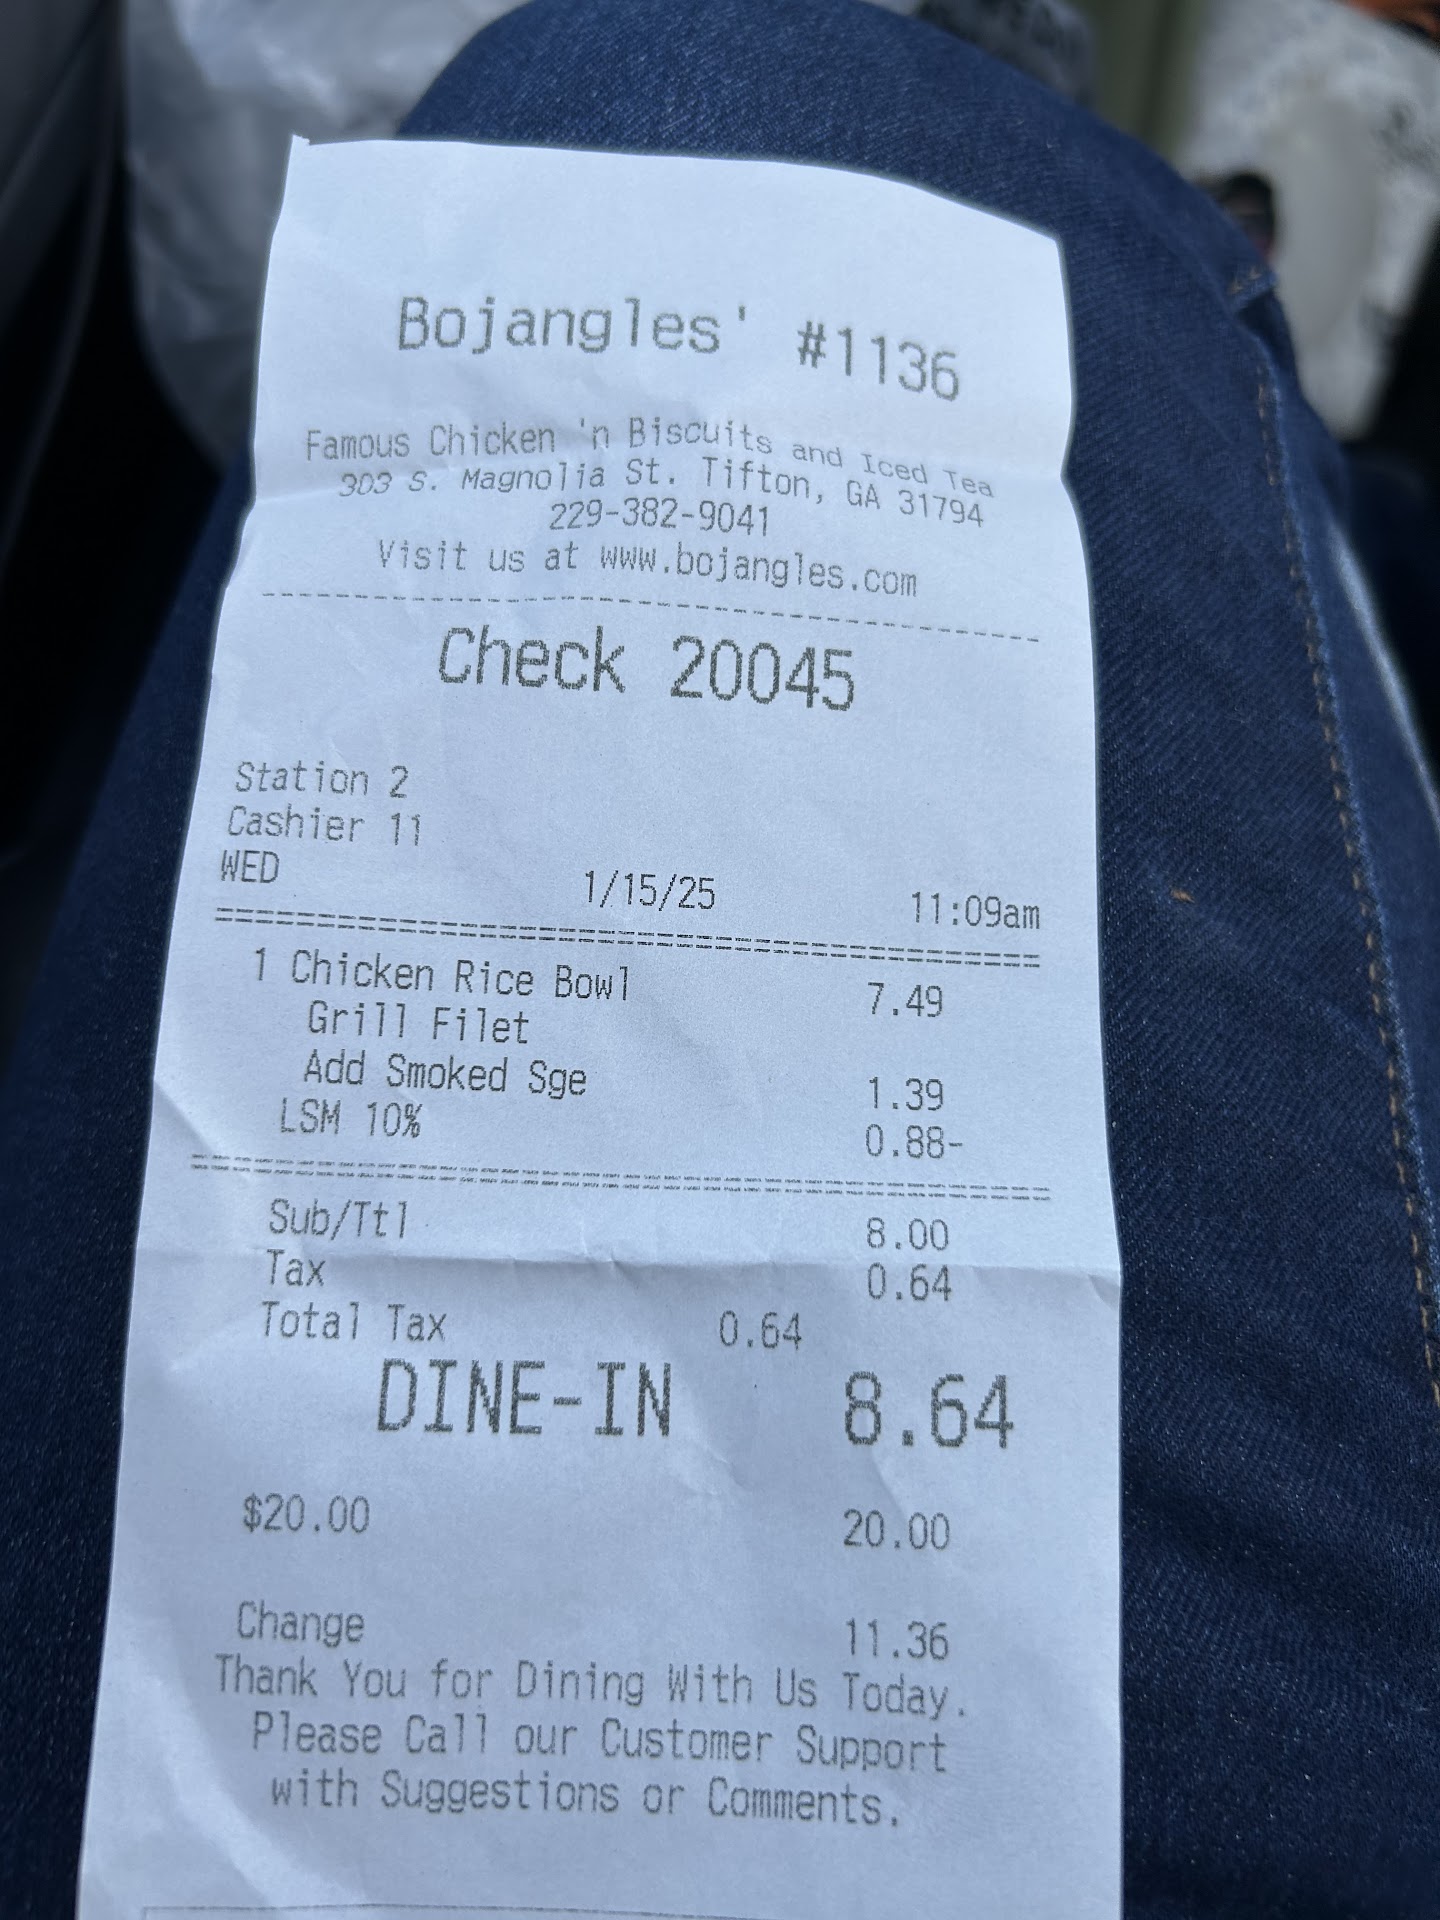 Bojangles' #1136
Famous Chicken 'n Biscuits and Iced Tea
303 S. Magnolia St. Tifton, GA 31794
229-382-9041
Visit us at www.bojangles.com
Check 20045
Station 2
Cashier 11
WED 1/15/25 11:09am
1 Chicken Rice Bowl 7.49
Grill Filet
Add Smoked Sge 1.39
LSM 10% 0.88-
Sub/Ttl 8.00
Tax 0.64
Total Tax 0.64
DINE-IN 8.64
$20.00 20.00
Change 11.36
Thank You for Dining With Us Today.
Please Call our Customer Support
with Suggestions or Comments.